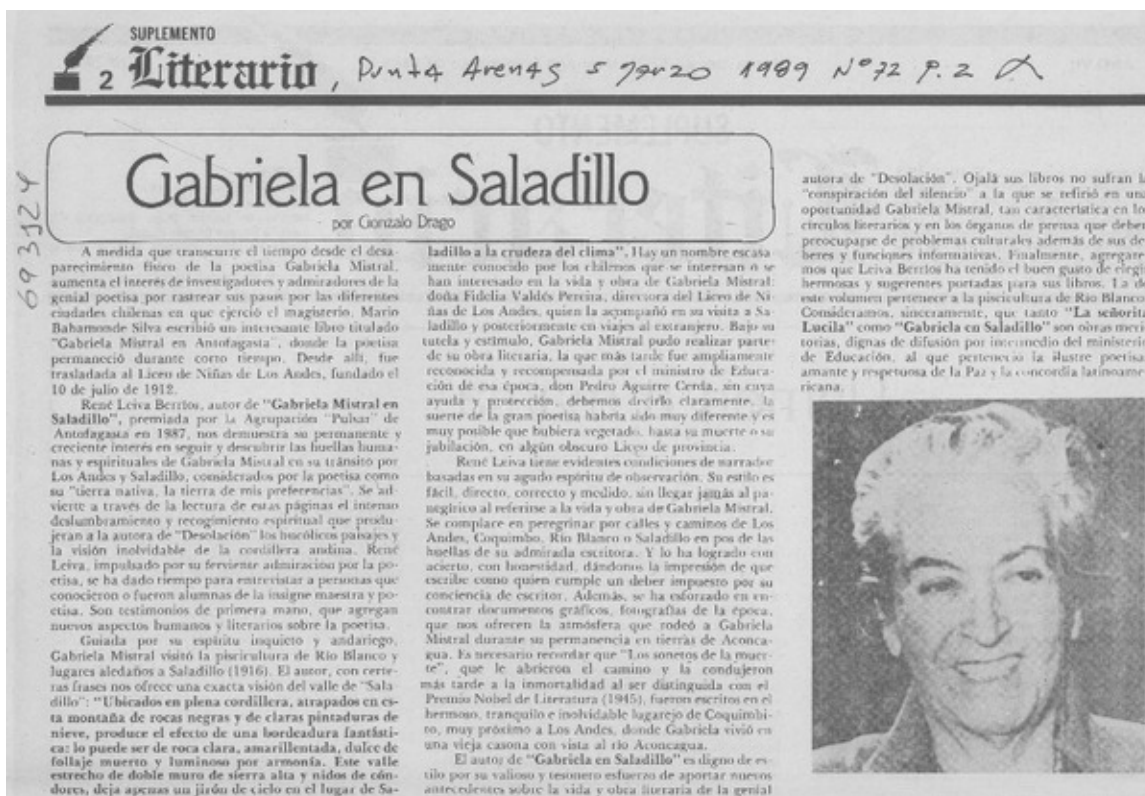 SUPLEMENTO
2 Literario, Punta Arenas 5 marzo 1989 Nº 72 p. 2
693124
Gabriela en Saladillo
por Gonzalo Drago
A medida que transcurre el tiempo desde el desa-
parecimiento físico de la poetisa Gabriela Mistral,
aumenta el interés de investigadores y admiradores de la
genial poetisa por rastrear sus pasos por las diferentes
ciudades chilenas en que ejerció el magisterio. Mario
Bahamonde Silva escribió un interesante libro titulado
"Gabriela Mistral en Antofagasta", donde la poetisa
permaneció durante corto tiempo. Desde allí, fue
trasladada al Liceo de Niñas de Los Andes, fundado el
10 de julio de 1912.
René Leiva Berríos, autor de "Gabriela Mistral en
Saladillo", premiada por la Agrupación "Pulsar" de
Antofagasta en 1987, nos demuestra su permanente y
creciente interés en seguir y descubrir las huellas huma-
nas y espirituales de Gabriela Mistral en su tránsito por
Los Andes y Saladillo, considerados por la poetisa como
su "tierra nativa, la tierra de mis preferencias". Se ad-
vierte a través de la lectura de estas páginas el intenso
deslumbramiento y recogimiento espiritual que produ-
jeran a la autora de "Desolación" los bucólicos paisajes y
la visión inolvidable de la cordillera andina. René
Leiva, impulsado por su ferviente admiración por la po-
etisa, se ha dado tiempo para entrevistar a personas que
conocieron o fueron alumnas de la insigne maestra y po-
etisa. Son testimonios de primera mano, que agregan
nuevos aspectos humanos y literarios sobre la poetisa.
Guiada por su espíritu inquieto y andariego,
Gabriela Mistral visitó la piscicultura de Río Blanco y
lugares aledaños a Saladillo (1916). El autor, con certe-
ras frases nos ofrece una exacta visión del valle de "Sala-
dillo": "Ubicados en plena cordillera, atrapados en es-
ta montaña de rocas negras y de claras pintaduras de
nieve, produce el efecto de una bordeadura fantásti-
ca: lo puede ser de roca clara, amarillentada, dulce de
follaje muerto y luminoso por armonía. Este valle
estrecho de doble muro de sierra alta y nidos de cón-
dores, deja apenas un jirón de cielo en el lugar de Sa-
ladillo a la crudeza del clima". Hay un nombre escasa
mente conocido por los chilenos que se interesan o se
han interesado en la vida y obra de Gabriela Mistral:
doña Fidelia Valdés Pereira, directora del Liceo de Ni
ñas de Los Andes, quien la acompañó en su visita a Sa-
ladillo y posteriormente en viajes al extranjero. Bajo su
tutela y estímulo, Gabriela Mistral pudo realizar parte
de su obra literaria, la que más tarde fue ampliamente
reconocida y recompensada por el ministro de Educa-
ción de esa época, don Pedro Aguirre Cerda, sin cuya
ayuda y protección, debemos decirlo claramente, la
suerte de la gran poetisa habría sido muy diferente y es
muy posible que hubiera vegetado, hasta su muerte o su
jubilación, en algún obscuro Liceo de provincia.
René Leiva tiene evidentes condiciones de narrador
basadas en su agudo espíritu de observación. Su estilo es
fácil, directo, correcto y medido, sin llegar jamás al pa-
negírico al referirse a la vida y obra de Gabriela Mistral.
Se complace en peregrinar por calles y caminos de Los
Andes, Coquimbo, Río Blanco o Saladillo en pos de las
huellas de su admirada escritora. Y lo ha logrado con
acierto, con honestidad, dándonos la impresión de que
escribe como quien cumple un deber impuesto por su
conciencia de escritor. Además, se ha esforzado en en-
contrar documentos gráficos, fotografías de la época,
que nos ofrecen la atmósfera que rodeó a Gabriela
Mistral durante su permanencia en tierras de Aconca-
gua. Es necesario recordar que "Los sonetos de la muer-
te", que le abrieron el camino y la condujeron
más tarde a la inmortalidad al ser distinguida con el
Premio Nobel de Literatura (1945), fueron escritos en el
hermoso, tranquilo e inolvidable lugarejo de Coquimbi-
to, muy próximo a Los Andes, donde Gabriela vivió en
una vieja casona con vista al río Aconcagua.
El autor de "Gabriela en Saladillo" es digno de es-
tilo por su valioso y tesonero esfuerzo de aportar nuevos
antecedentes sobre la vida y obra literaria de la genial
autora de "Desolación". Ojalá sus libros no sufran la
"conspiración del silencio" a la que se refirió en una
oportunidad Gabriela Mistral, tan característica en los
círculos literarios y en los órganos de prensa que deben
preocuparse de problemas culturales además de sus de
beres y funciones informativas. Finalmente, agregare
mos que Leiva Berríos ha tenido el buen gusto de elegir
hermosas y sugerentes portadas para sus libros. La de
este volumen pertenece a la piscicultura de Río Blanco.
Consideramos, sinceramente, que tanto "La señorita
Lucila" como "Gabriela en Saladillo" son obras meri
torias, dignas de difusión por intermedio del ministerio
de Educación, al que perteneció la ilustre poetisa
amante y respetuosa de la Paz y la concordia latinoame-
ricana.